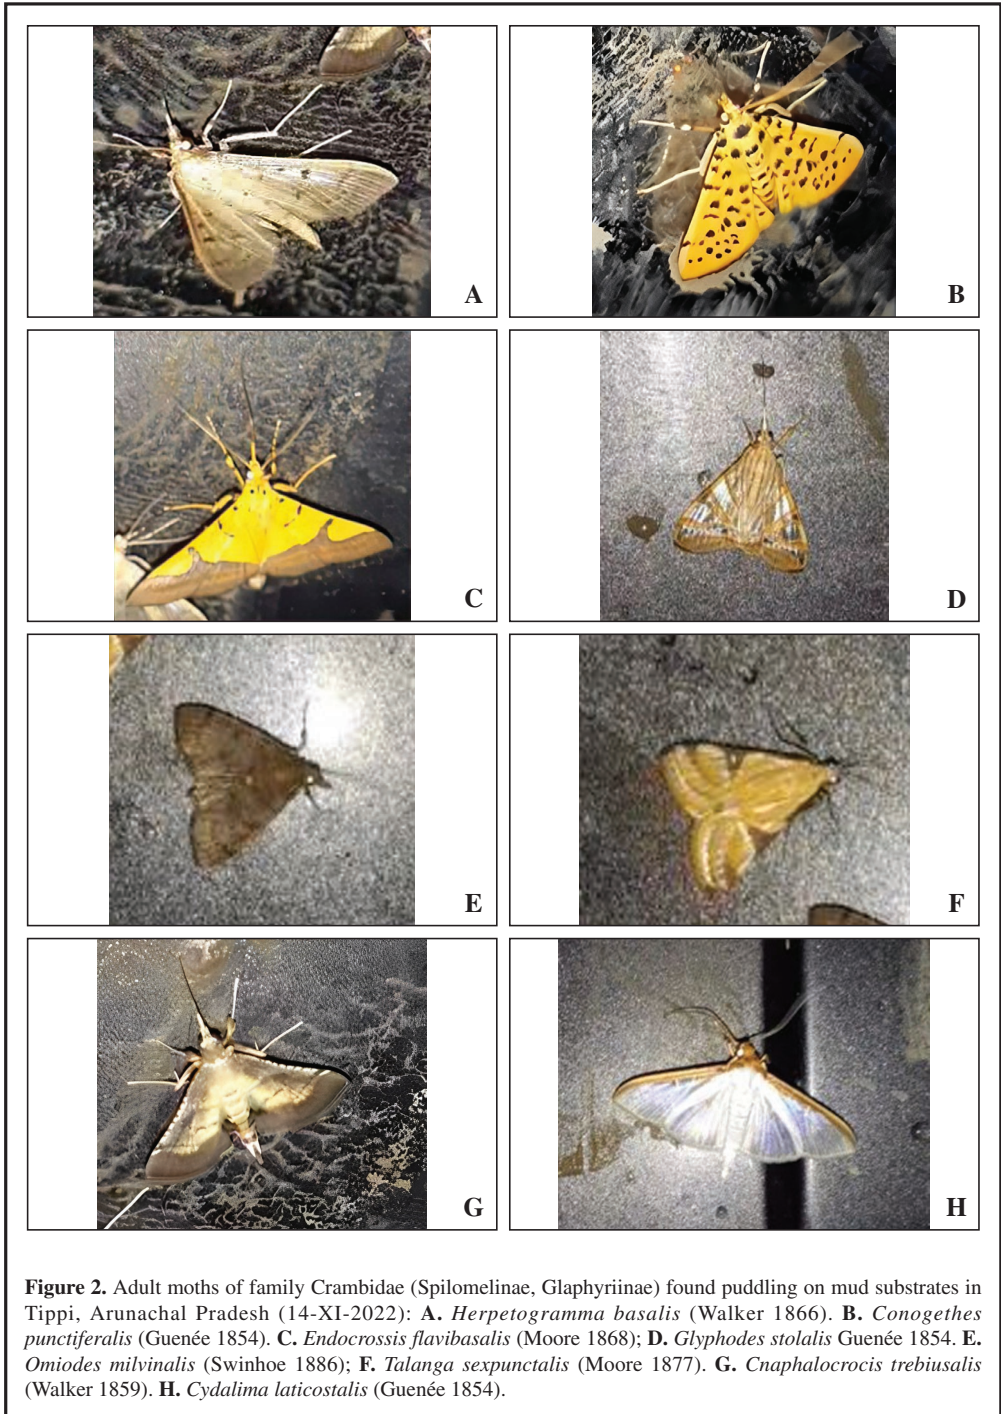 A
B
C
D
E
F
G
H
Figure 2. Adult moths of family Crambidae (Spilomelinae, Glaphyriinae) found puddling on mud substrates in
Tippi, Arunachal Pradesh (14-XI-2022): A. Herpetogramma basalis (Walker 1866). B. Conogethes
punctiferalis (Guenée 1854). C. Endocrossis flavibasalis (Moore 1868); D. Glyphodes stolalis Guenée 1854. E.
Omiodes milvinalis (Swinhoe 1886); F. Talanga sexpunctalis (Moore 1877). G. Cnaphalocrocis trebiusalis
(Walker 1859). H. Cydalima laticostalis (Guenée 1854).